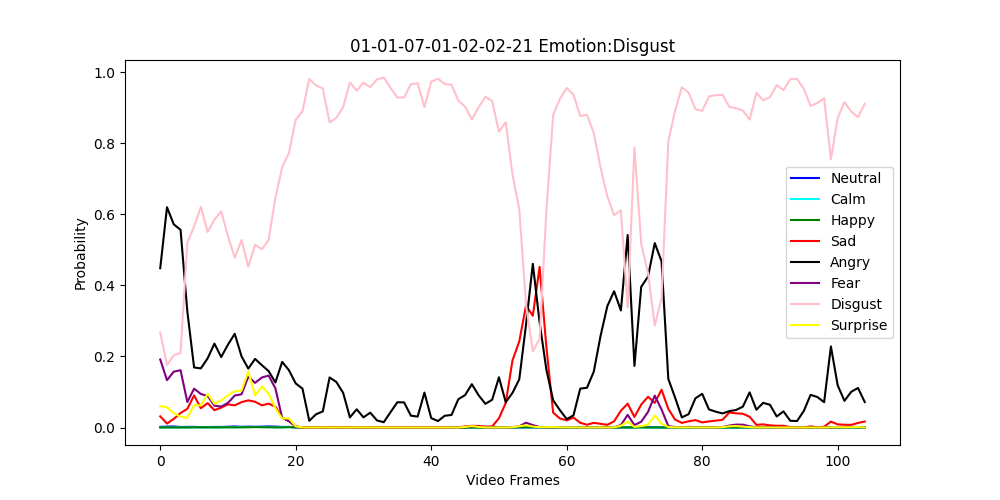 01-01-07-01-02-02-21 Emotion:Disgust
Probability
1.0
0.8
0.6
0.4
0.2
0.0
0 20 40 60 80 100
Video Frames
Neutral
Calm
Happy
Sad
Angry
Fear
Disgust
Surprise